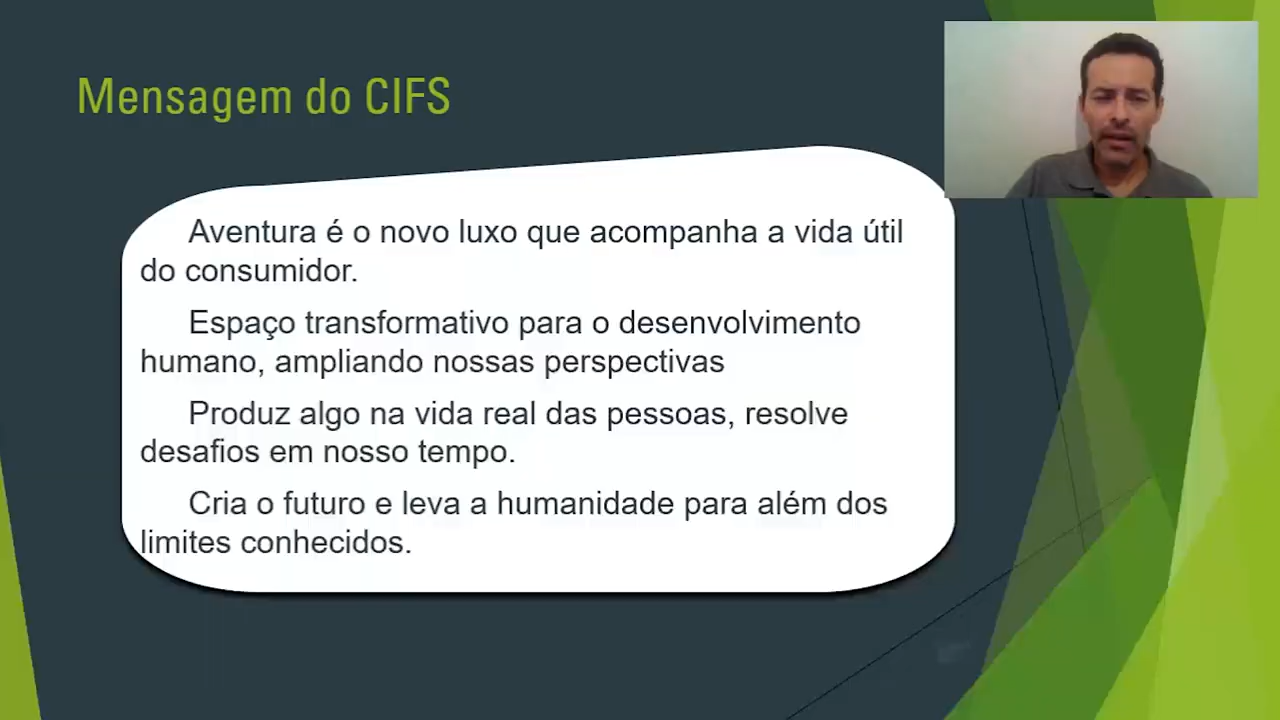 Mensagem do CIFS
Aventura é o novo luxo que acompanha a vida útil
do consumidor.
Espaço transformativo para o desenvolvimento
humano, ampliando nossas perspectivas
Produz algo na vida real das pessoas, resolve
desafios em nosso tempo.
Cria o futuro e leva a humanidade para além dos
limites conhecidos.